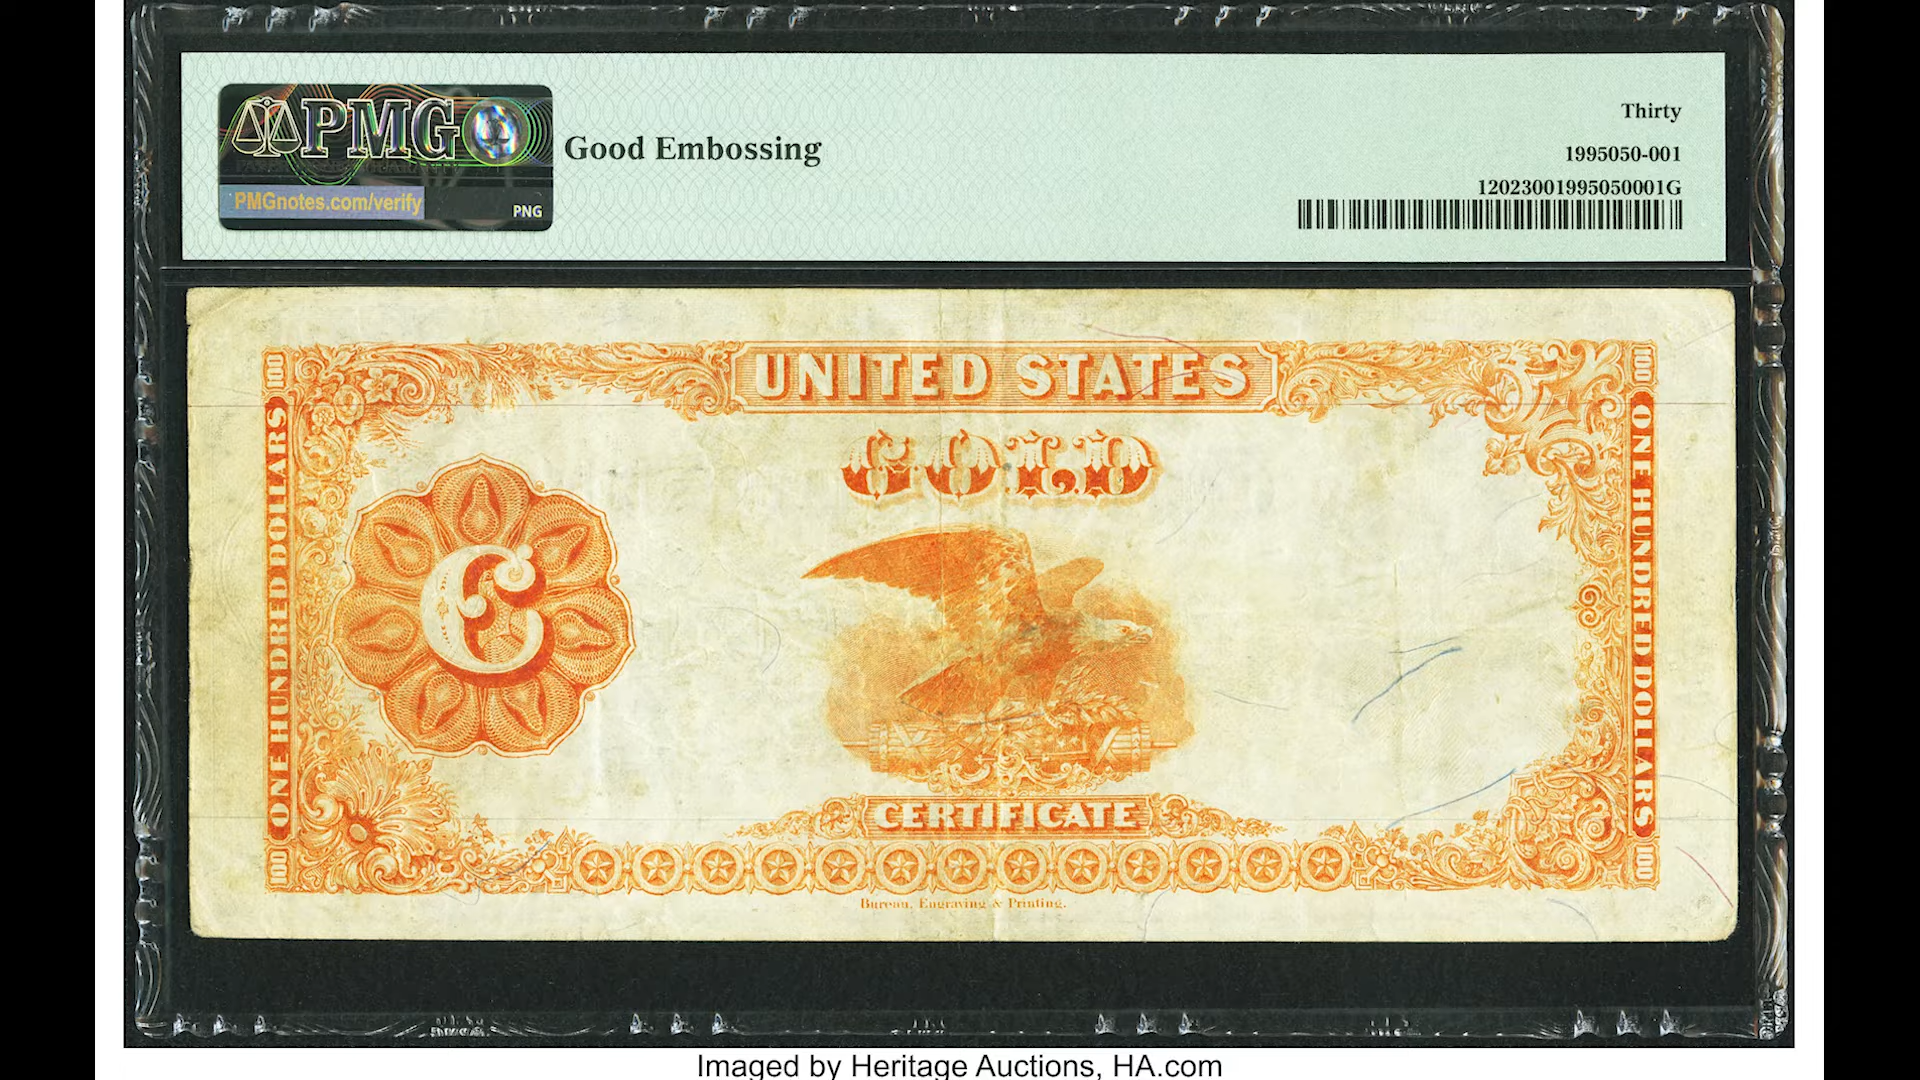 PMG
PMGnotes.com/verify
PNG
Good Embossing
Thirty
1995050-001
12023001995050001G
100
100
UNITED STATES
GOLD
ONE HUNDRED DOLLARS
C
ONE HUNDRED DOLLARS
CERTIFICATE
100
100
Bureau, Engraving & Printing.
Imaged by Heritage Auctions, HA.com